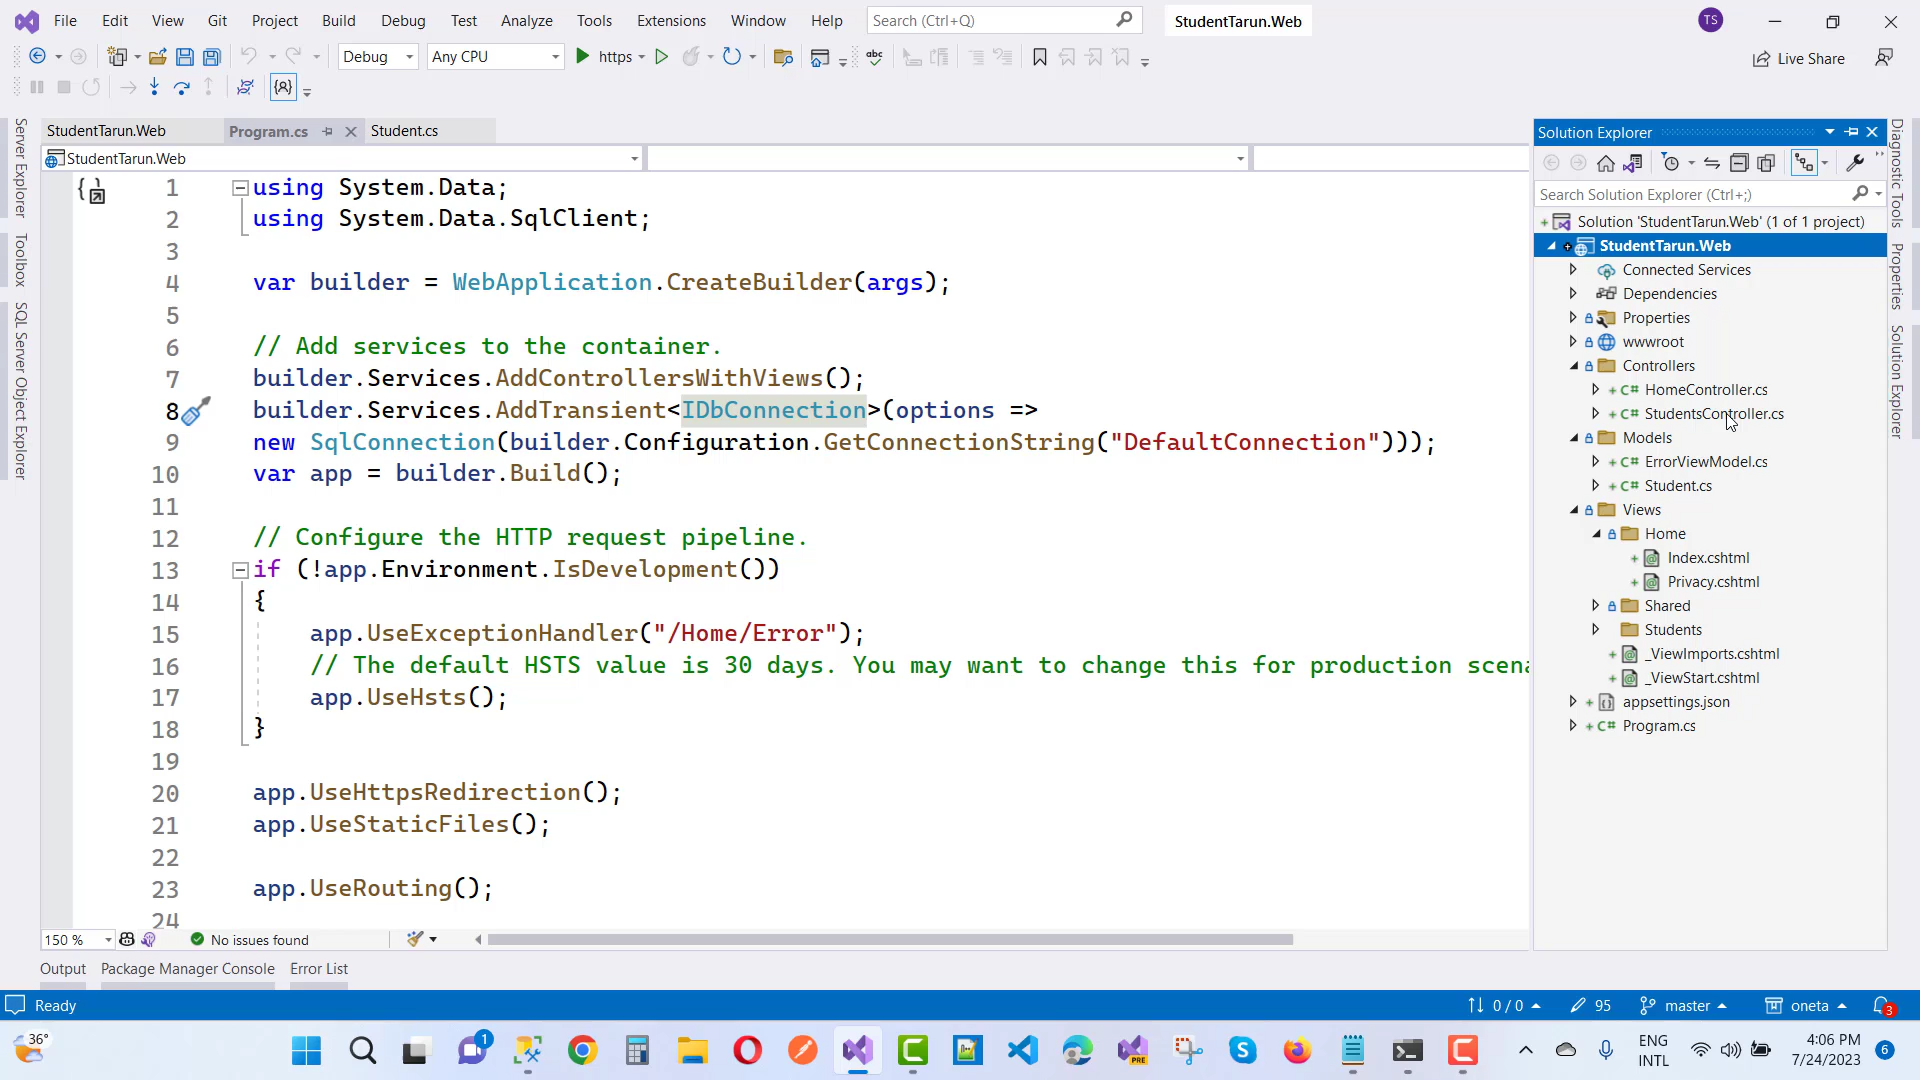 File Edit View Git Project Build Debug Test Analyze Tools Extensions Window Help Search (Ctrl+Q) StudentTarun.Web TS
Debug Any CPU https Live Share
StudentTarun.Web Program.cs Student.cs
StudentTarun.Web
Server Explorer
Toolbox
SQL Server Object Explorer
1 using System.Data;
2 using System.Data.SqlClient;
3
4 var builder = WebApplication.CreateBuilder(args);
5
6 // Add services to the container.
7 builder.Services.AddControllersWithViews();
8 builder.Services.AddTransient<IDbConnection>(options =>
9 new SqlConnection(builder.Configuration.GetConnectionString("DefaultConnection")));
10 var app = builder.Build();
11
12 // Configure the HTTP request pipeline.
13 if (!app.Environment.IsDevelopment())
14 {
15 app.UseExceptionHandler("/Home/Error");
16 // The default HSTS value is 30 days. You may want to change this for production scena
17 app.UseHsts();
18 }
19
20 app.UseHttpsRedirection();
21 app.UseStaticFiles();
22
23 app.UseRouting();
24
150 % No issues found
Output Package Manager Console Error List
Solution Explorer
Search Solution Explorer (Ctrl+;)
Solution 'StudentTarun.Web' (1 of 1 project)
StudentTarun.Web
Connected Services
Dependencies
Properties
wwwroot
Controllers
HomeController.cs
StudentsController.cs
Models
ErrorViewModel.cs
Student.cs
Views
Home
Index.cshtml
Privacy.cshtml
Shared
Students
_ViewImports.cshtml
_ViewStart.cshtml
appsettings.json
Program.cs
Diagnostic Tools
Properties
Solution Explorer
Ready 0 / 0 95 master oneta 3
36° 1 PRE ENG
INTL
4:06 PM
7/24/2023
6